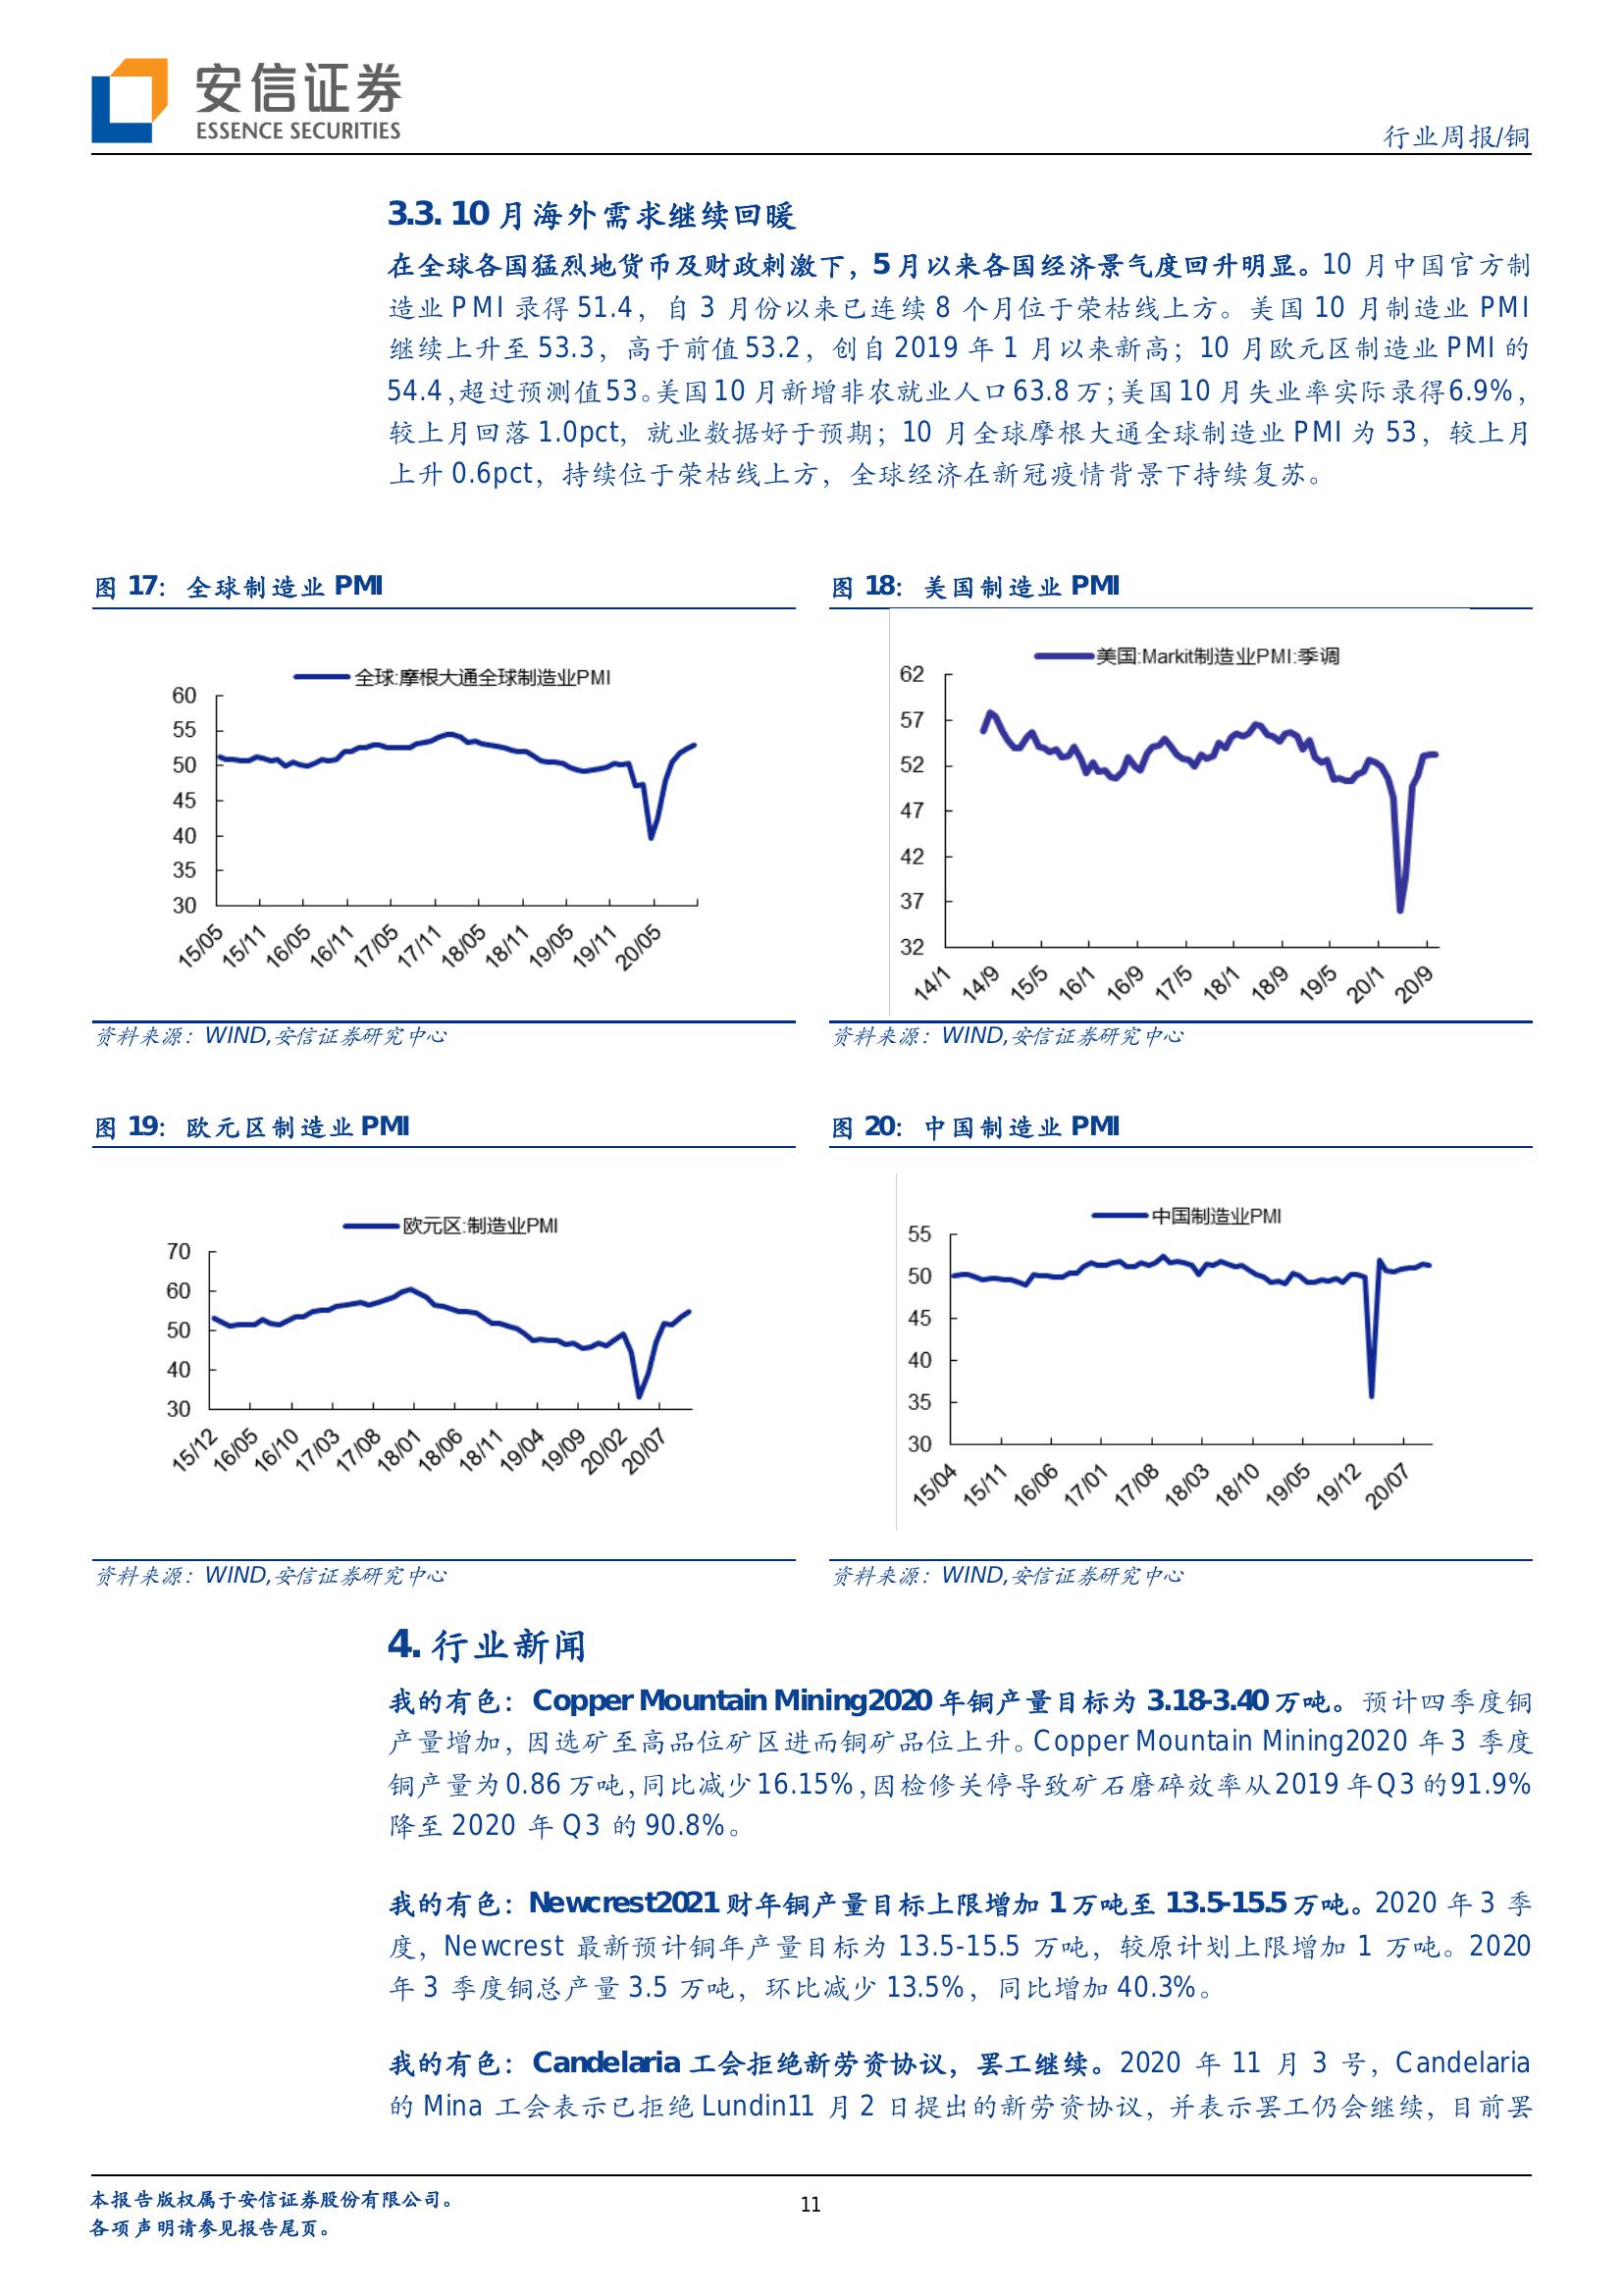 安信证券
ESSENCE SECURITIES
行业周报/铜
3.3. 10 月海外需求继续回暖
在全球各国猛烈地货币及财政刺激下，5 月以来各国经济景气度回升明显。10 月中国官方制
造业 PMI 录得 51.4，自 3 月份以来已连续 8 个月位于荣枯线上方。美国 10 月制造业 PMI
继续上升至 53.3，高于前值 53.2，创自 2019 年 1 月以来新高；10 月欧元区制造业 PMI 的
54.4,超过预测值 53。美国 10 月新增非农就业人口 63.8 万；美国 10 月失业率实际录得 6.9%，
较上月回落 1.0pct，就业数据好于预期；10 月全球摩根大通全球制造业 PMI 为 53，较上月
上升 0.6pct，持续位于荣枯线上方，全球经济在新冠疫情背景下持续复苏。
图 17：全球制造业 PMI
全球:摩根大通全球制造业PMI
60
55
50
45
40
35
30
15/05 15/11 16/05 16/11 17/05 17/11 18/05 18/11 19/05 19/11 20/05
资料来源：WIND,安信证券研究中心
图 18：美国制造业 PMI
美国:Markit制造业PMI:季调
62
57
52
47
42
37
32
14/1 14/9 15/5 16/1 16/9 17/5 18/1 18/9 19/5 20/1 20/9
资料来源：WIND,安信证券研究中心
图 19：欧元区制造业 PMI
欧元区:制造业PMI
70
60
50
40
30
15/12 16/05 16/10 17/03 17/08 18/01 18/06 18/11 19/04 19/09 20/02 20/07
资料来源：WIND,安信证券研究中心
图 20：中国制造业 PMI
中国制造业PMI
55
50
45
40
35
30
15/04 15/11 16/06 17/01 17/08 18/03 18/10 19/05 19/12 20/07
资料来源：WIND,安信证券研究中心
4. 行业新闻
我的有色：Copper Mountain Mining2020 年铜产量目标为 3.18-3.40 万吨。预计四季度铜
产量增加，因选矿至高品位矿区进而铜矿品位上升。Copper Mountain Mining2020 年 3 季度
铜产量为 0.86 万吨，同比减少 16.15%，因检修关停导致矿石磨碎效率从 2019 年 Q3 的 91.9%
降至 2020 年 Q3 的 90.8%。
我的有色：Newcrest2021 财年铜产量目标上限增加 1 万吨至 13.5-15.5 万吨。2020 年 3 季
度，Newcrest 最新预计铜年产量目标为 13.5-15.5 万吨，较原计划上限增加 1 万吨。2020
年 3 季度铜总产量 3.5 万吨，环比减少 13.5%，同比增加 40.3%。
我的有色：Candelaria 工会拒绝新劳资协议，罢工继续。2020 年 11 月 3 号，Candelaria
的 Mina 工会表示已拒绝 Lundin11 月 2 日提出的新劳资协议，并表示罢工仍会继续，目前罢
本报告版权属于安信证券股份有限公司。
各项声明请参见报告尾页。
11